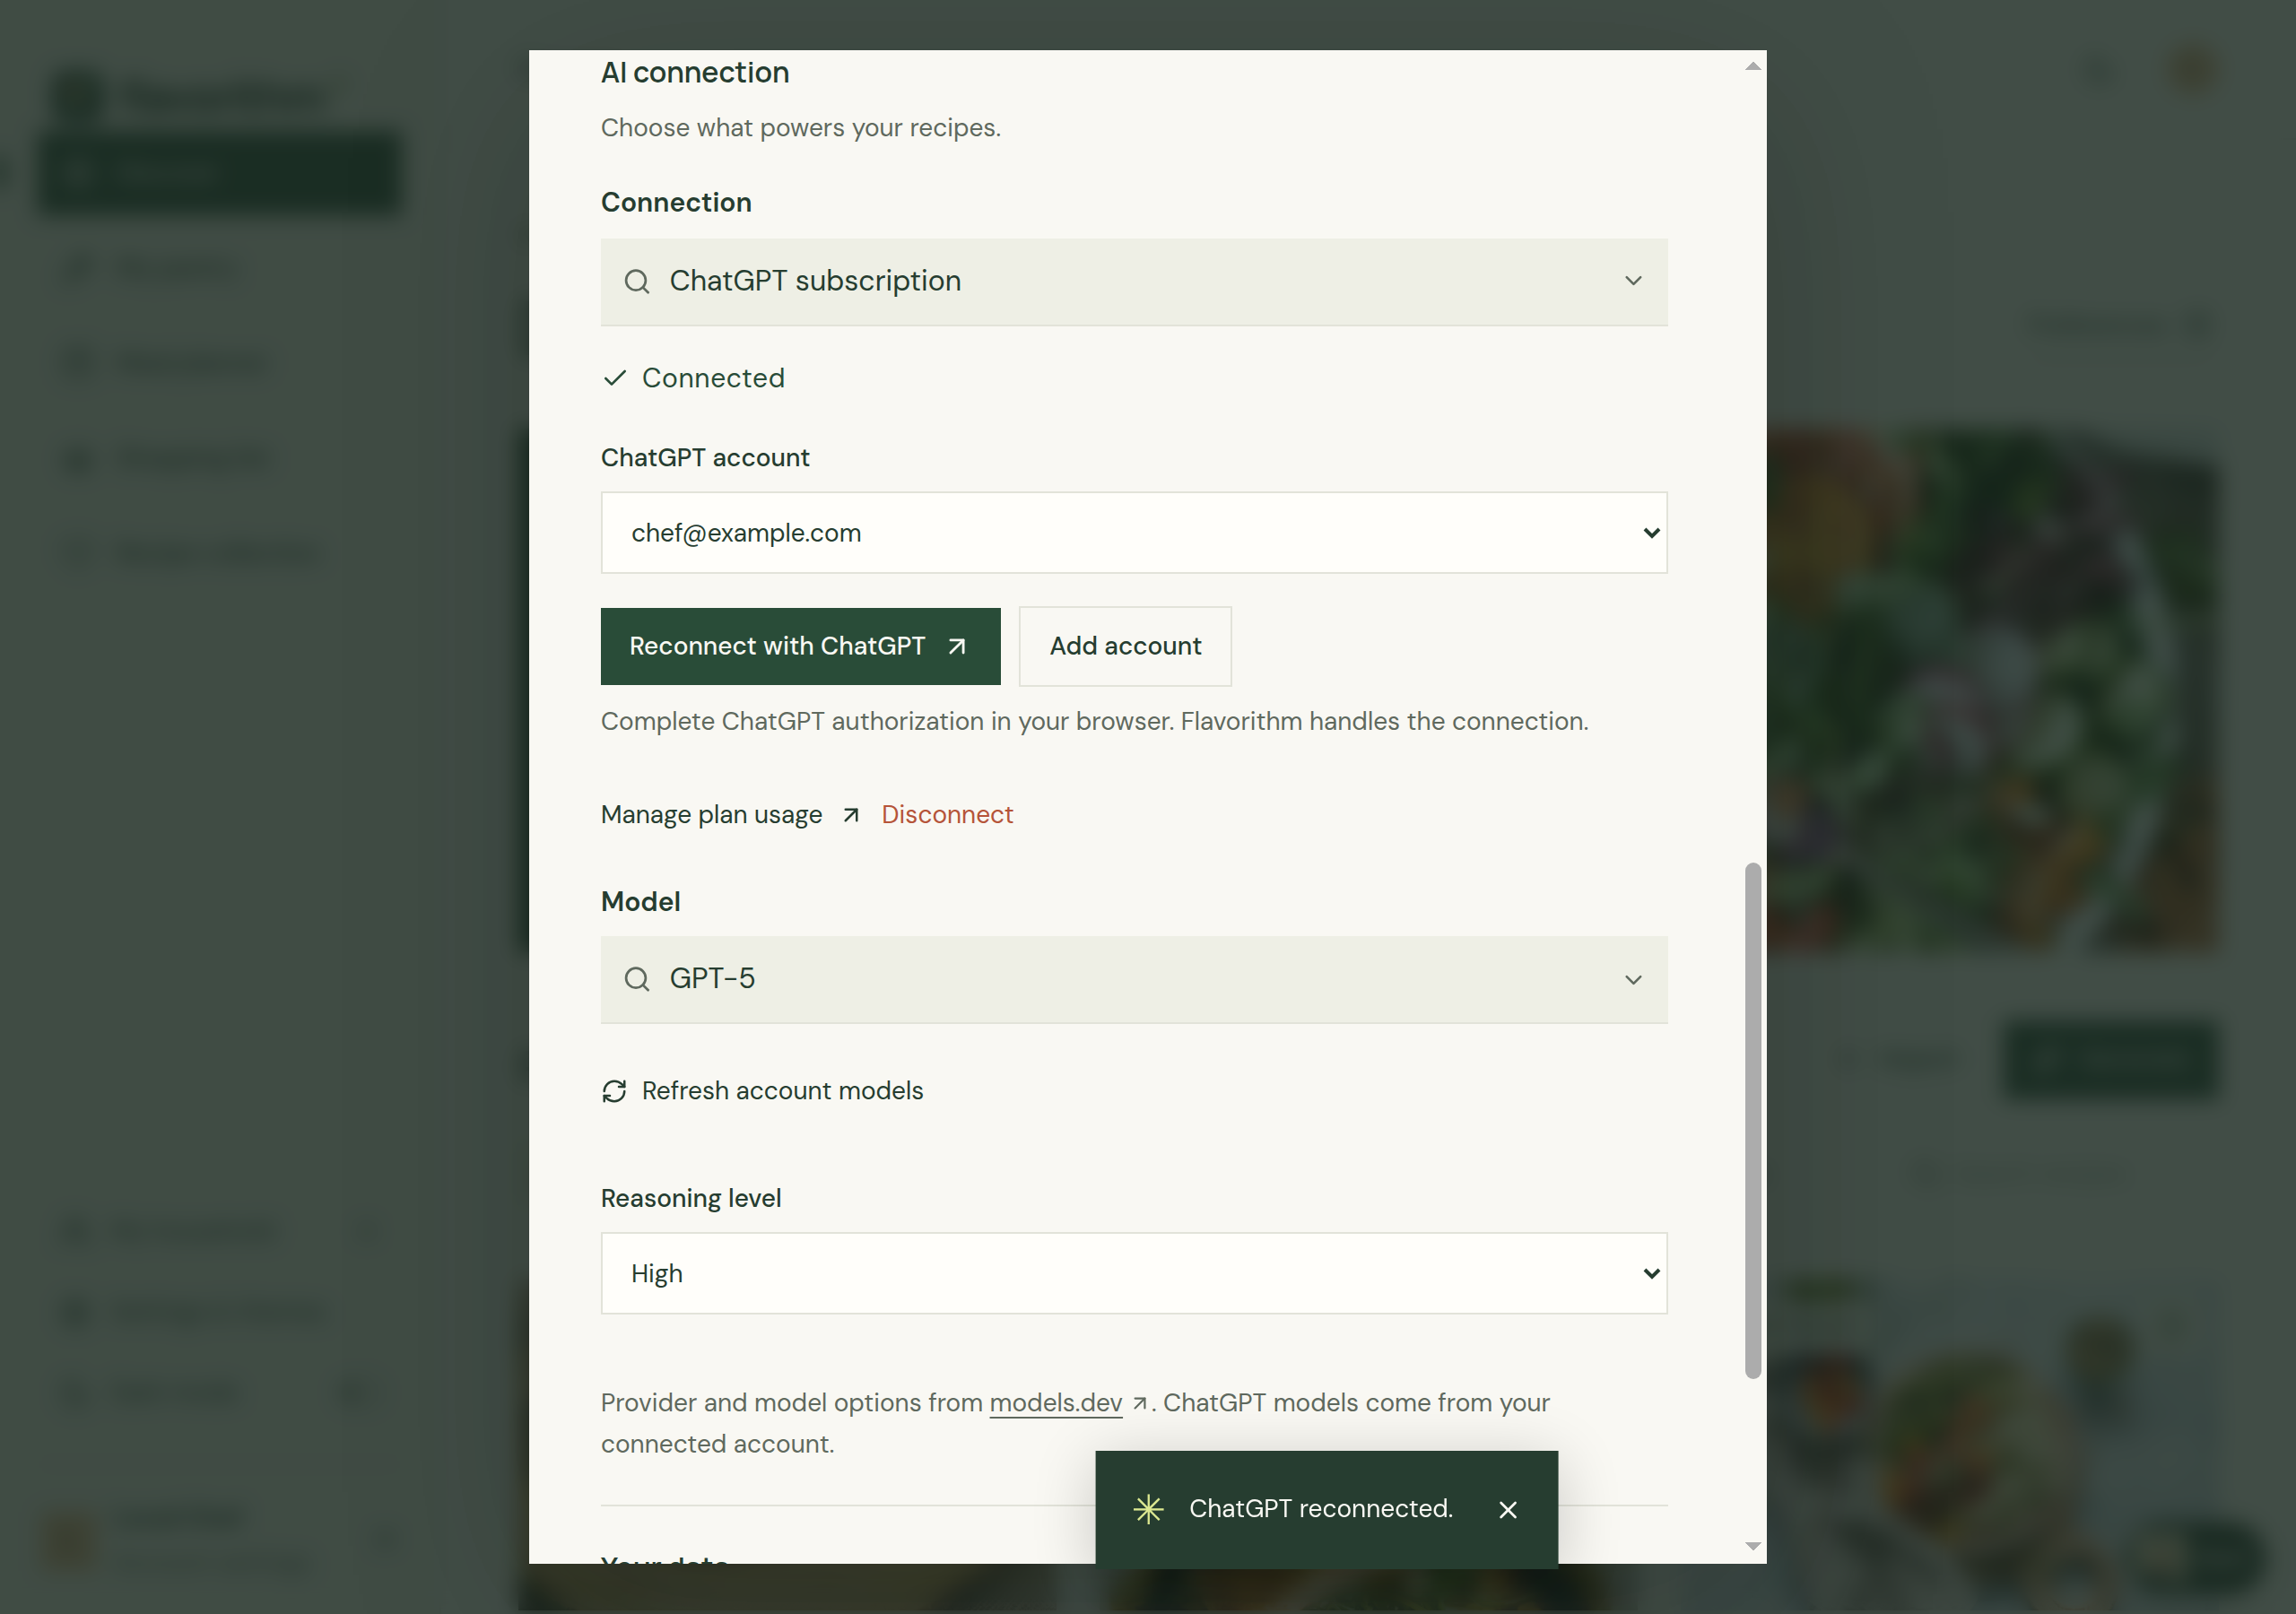 AI connection
Choose what powers your recipes.
Connection
ChatGPT subscription
Connected
ChatGPT account
chef@example.com
Reconnect with ChatGPT
Add account
Complete ChatGPT authorization in your browser. Flavorithm handles the connection.
Manage plan usage
Disconnect
Model
GPT-5
Refresh account models
Reasoning level
High
Provider and model options from models.dev. ChatGPT models come from your
connected account.
ChatGPT reconnected.
Your data